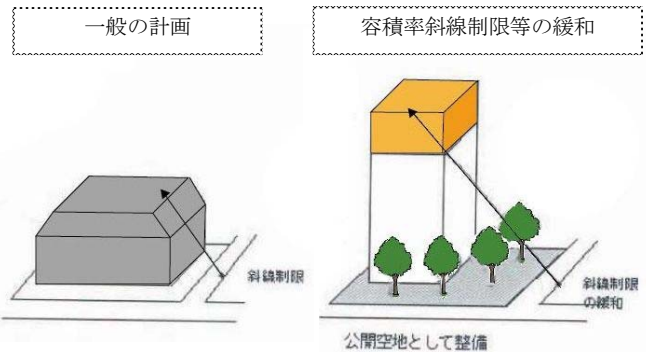 一般の計画
容積率斜線制限等の緩和
斜線制限
斜線制限
の緩和
公開空地として整備